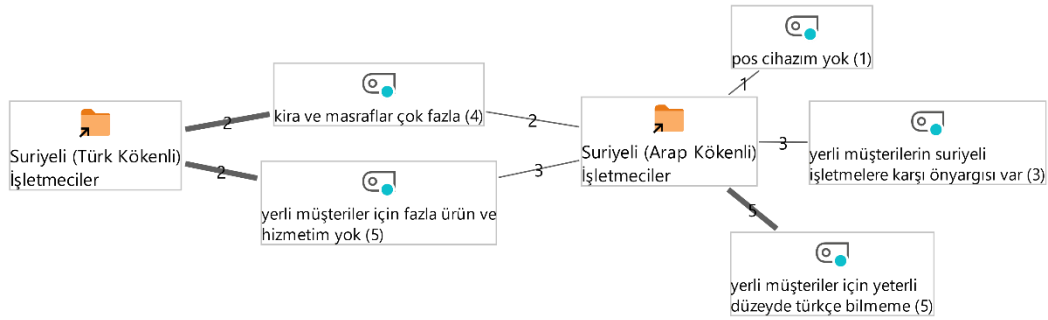 pos cihazım yok (1)
1
kira ve masraflar çok fazla (4)
2
2
Suriyeli (Türk Kökenli)
İşletmeciler
Suriyeli (Arap Kökenli)
İşletmeciler
3
yerli müşterilerin suriyeli
işletmelere karşı önyargısı var (3)
2
3
yerli müşteriler için fazla ürün ve
hizmetim yok (5)
5
yerli müşteriler için yeterli
düzeyde türkçe bilmeme (5)